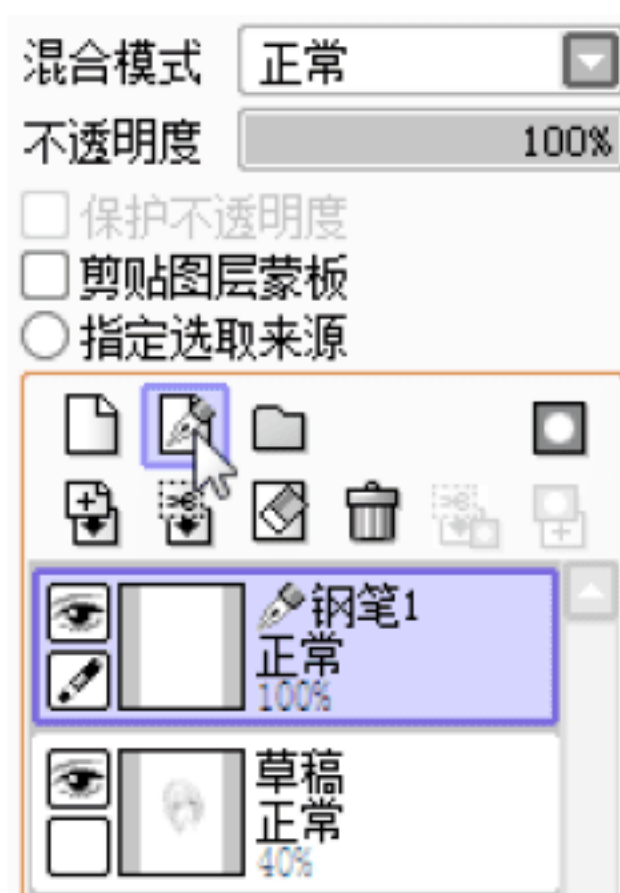 混合模式 正常
不透明度 100%
保护不透明度
剪贴图层蒙板
指定选取来源
钢笔1
正常
100%
草稿
正常
40%